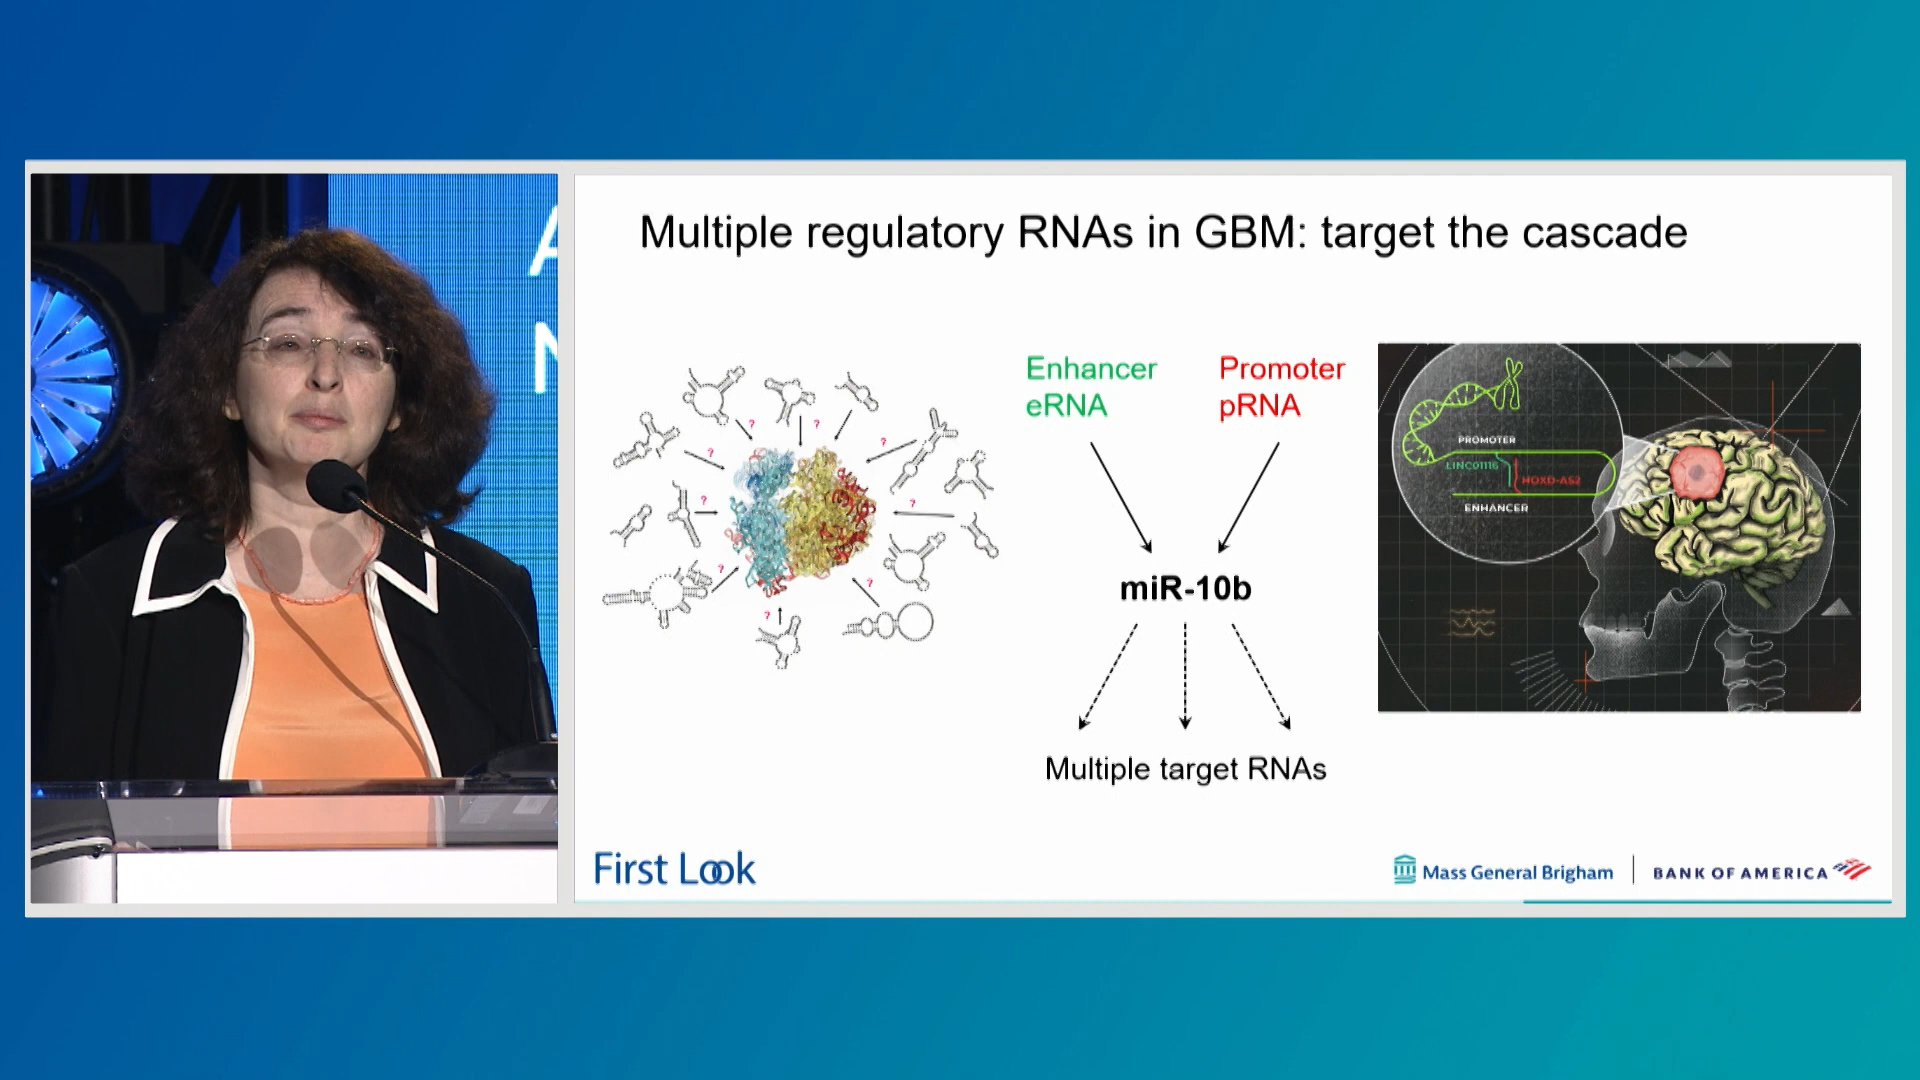 A
N
Multiple regulatory RNAs in GBM: target the cascade
?
?
?
?
?
?
?
?
?
Enhancer
eRNA
Promoter
pRNA
miR-10b
Multiple target RNAs
PROMOTER
LINC01116
HOXD-AS2
ENHANCER
First Look
Mass General Brigham
BANK OF AMERICA